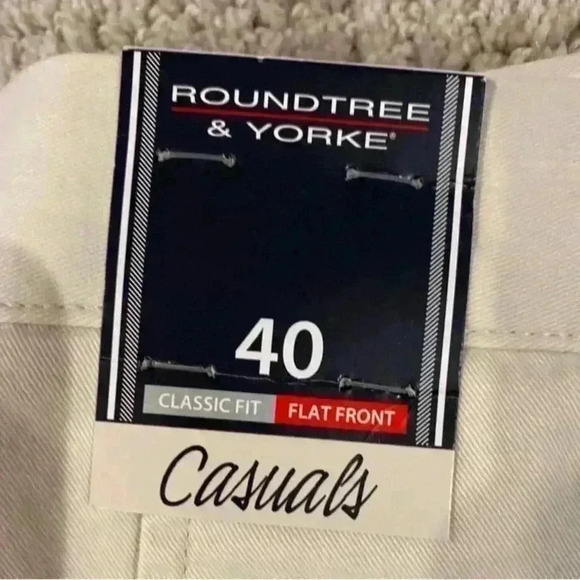 ROUNDTREE
& YORKE®
40
CLASSIC FIT FLAT FRONT
Casuals